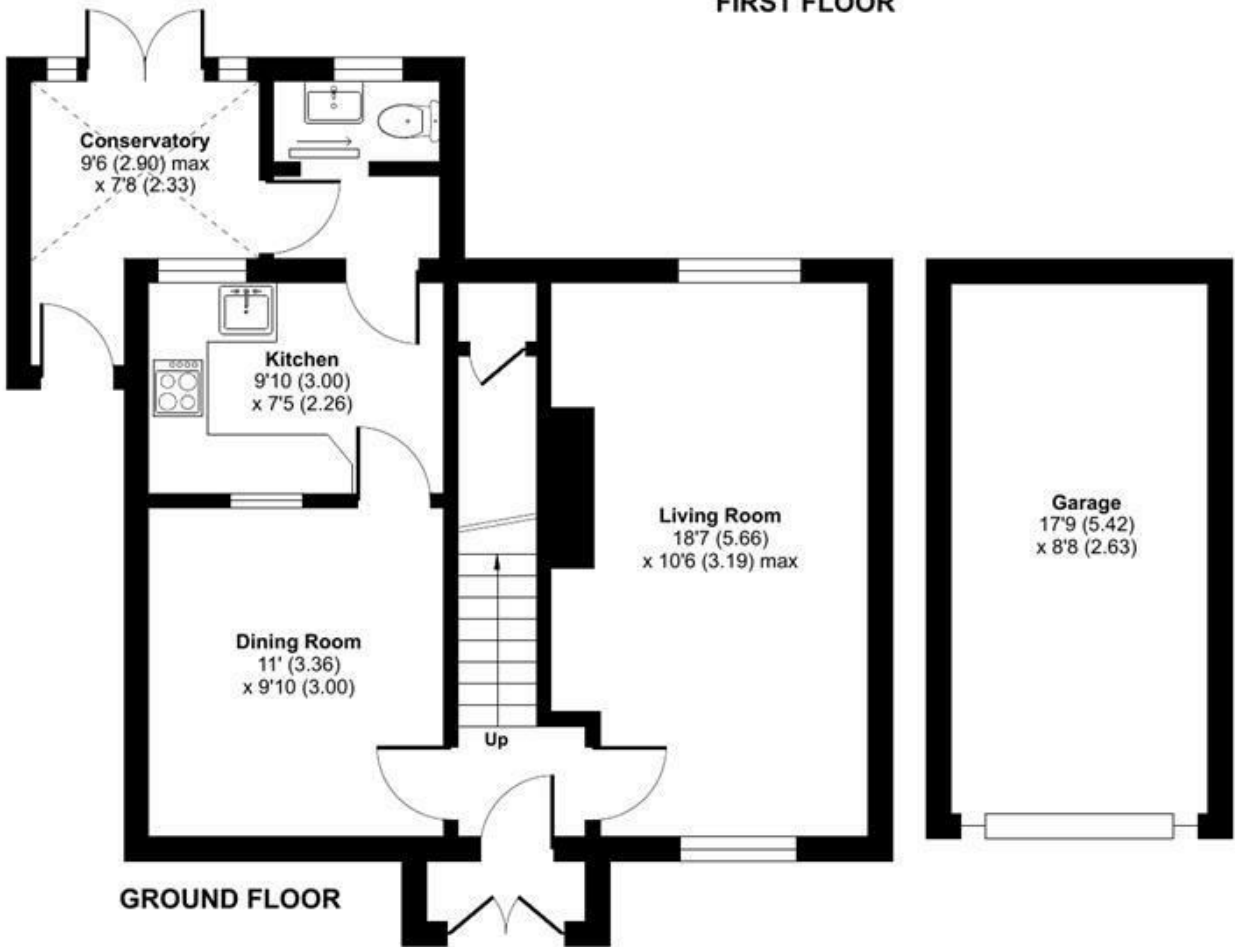 FIRST FLOOR
Conservatory
9'6 (2.90) max
x 7'8 (2.33)
Kitchen
9'10 (3.00)
x 7'5 (2.26)
Living Room
18'7 (5.66)
x 10'6 (3.19) max
Garage
17'9 (5.42)
x 8'8 (2.63)
Dining Room
11' (3.36)
x 9'10 (3.00)
Up
GROUND FLOOR